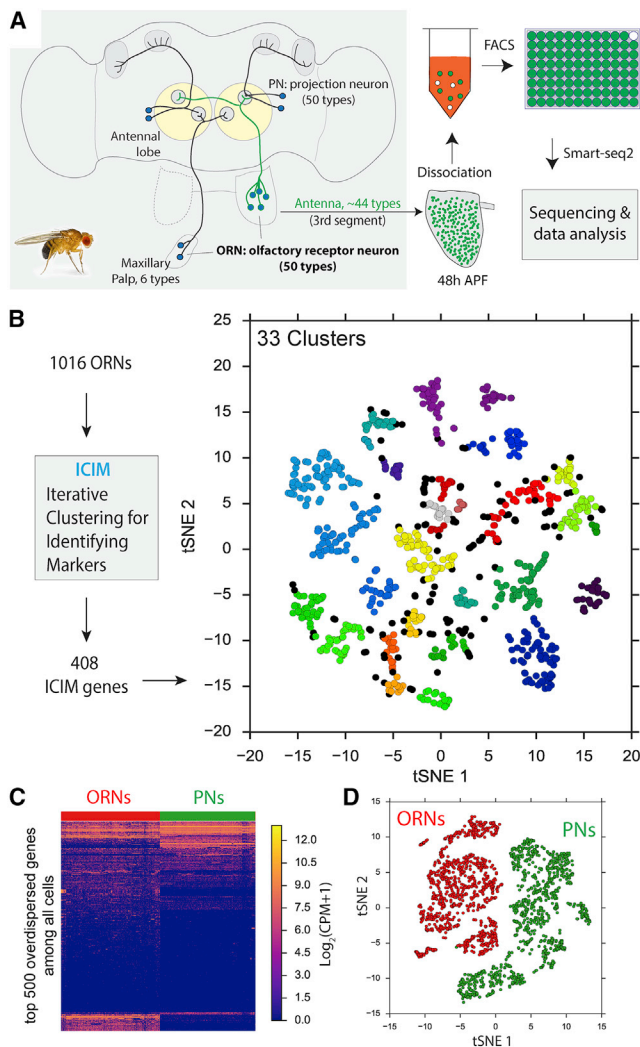 A
PN: projection neuron
(50 types)
Antennal
lobe
Antenna, ~44 types
(3rd segment)
Maxillary
Palp, 6 types
ORN: olfactory receptor neuron
(50 types)
FACS
Dissociation
48h APF
Smart-seq2
Sequencing &
data analysis
B
1016 ORNs
ICIM
Iterative
Clustering for
Identifying
Markers
408
ICIM genes
33 Clusters
25
20
15
10
5
0
−5
−10
−15
−20
tSNE 2
−20
−15
−10
−5
0
5
10
15
20
tSNE 1
C
ORNs
PNs
top 500 overdispersed genes
among all cells
12.0
10.5
9.0
7.5
6.0
4.5
3.0
1.5
0.0
Log2(CPM+1)
D
ORNs
PNs
15
10
5
0
−5
−10
−15
tSNE 2
−15
−10
−5
0
5
10
15
tSNE 1